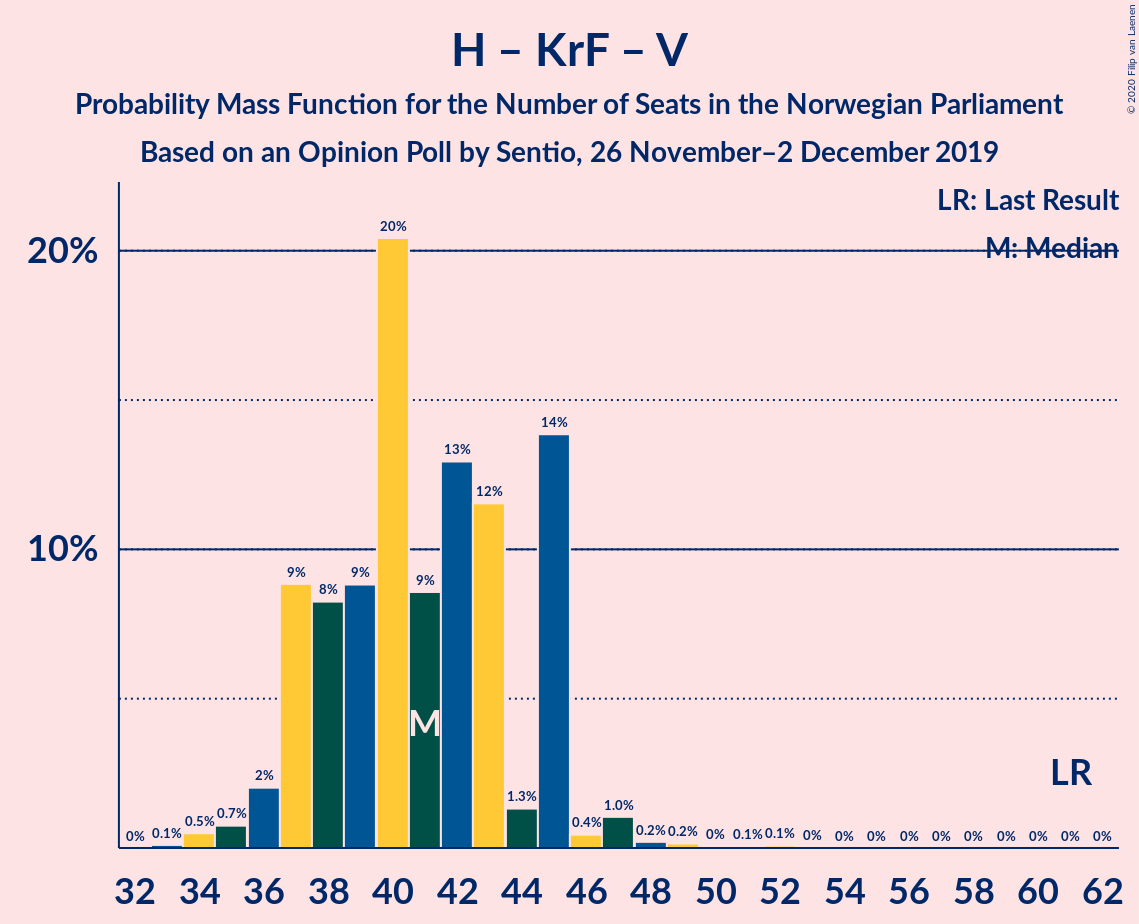 H – KrF – V
Probability Mass Function for the Number of Seats in the Norwegian Parliament
Based on an Opinion Poll by Sentio, 26 November–2 December 2019
© 2020 Filip van Laenen
LR: Last Result
M: Median
20%
10%
0% 0.1% 0.5% 0.7% 2% 9% 8% 9% 20% 9% 13% 12% 1.3% 14% 0.4% 1.0% 0.2% 0.2% 0% 0.1% 0.1% 0% 0% 0% 0% 0% 0% 0% 0% 0% 0%
M
LR
32 34 36 38 40 42 44 46 48 50 52 54 56 58 60 62